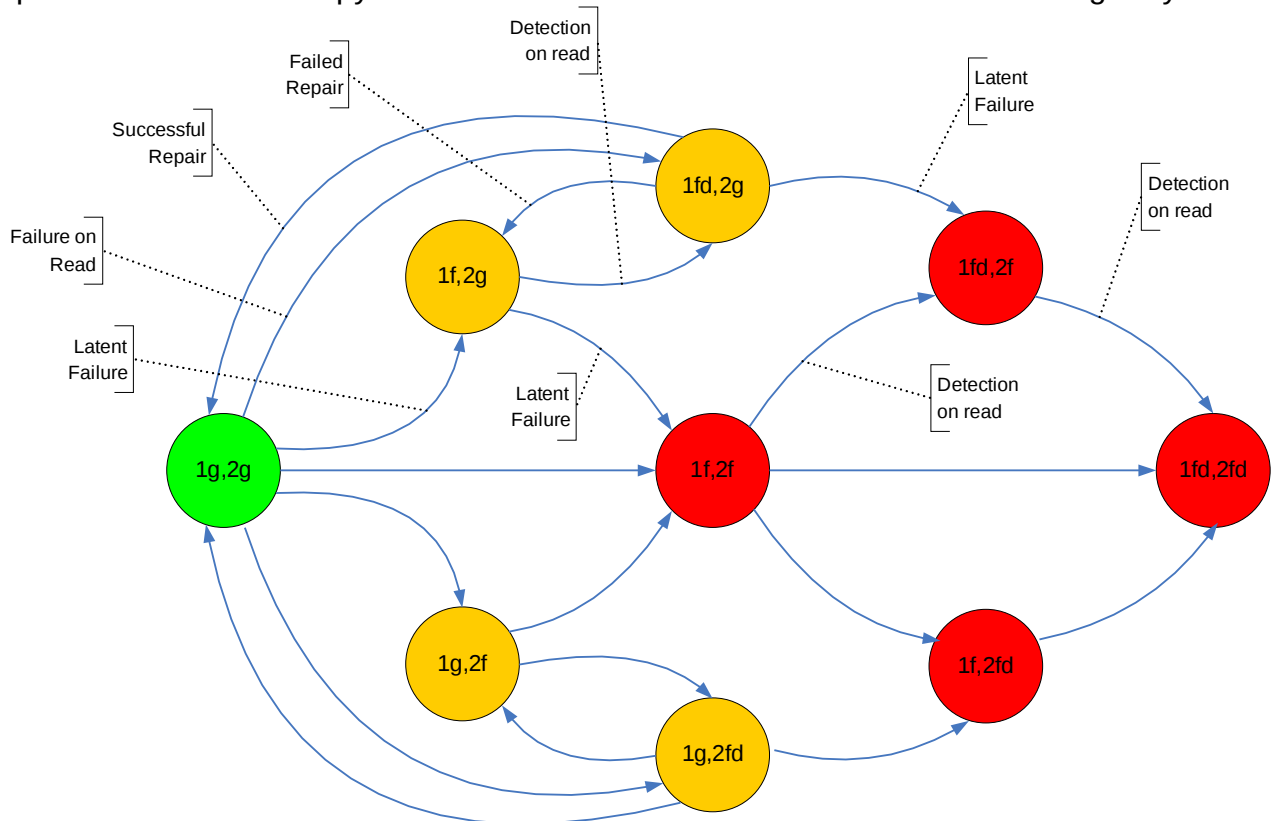 Detection
on read
Failed
Repair
Latent
Failure
Successful
Repair
1fd,2g
Detection
on read
Failure on
Read
1f,2g
1fd,2f
Latent
Failure
Latent
Failure
Detection
on read
1g,2g
1f,2f
1fd,2fd
1g,2f
1f,2fd
1g,2fd